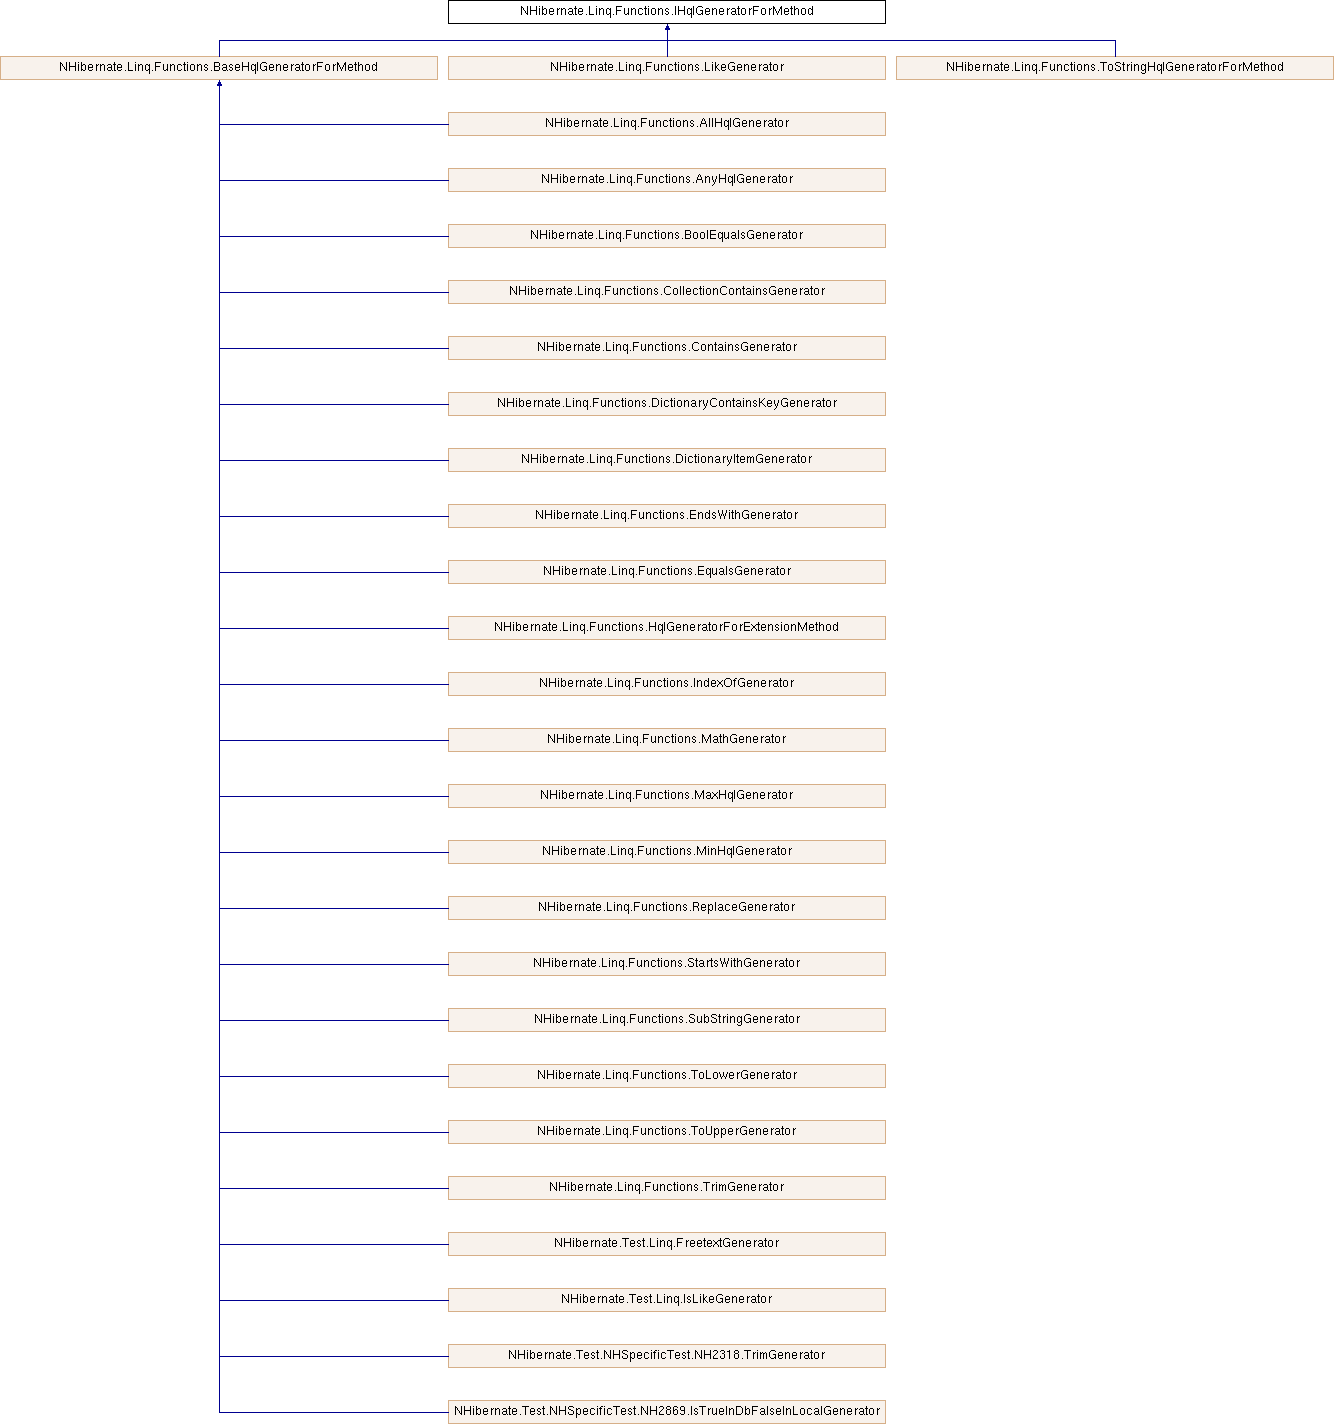 NHibernate.Linq.Functions.IHqlGeneratorForMethod
NHibernate.Linq.Functions.BaseHqlGeneratorForMethod
NHibernate.Linq.Functions.LikeGenerator
NHibernate.Linq.Functions.ToStringHqlGeneratorForMethod
NHibernate.Linq.Functions.AllHqlGenerator
NHibernate.Linq.Functions.AnyHqlGenerator
NHibernate.Linq.Functions.BoolEqualsGenerator
NHibernate.Linq.Functions.CollectionContainsGenerator
NHibernate.Linq.Functions.ContainsGenerator
NHibernate.Linq.Functions.DictionaryContainsKeyGenerator
NHibernate.Linq.Functions.DictionaryItemGenerator
NHibernate.Linq.Functions.EndsWithGenerator
NHibernate.Linq.Functions.EqualsGenerator
NHibernate.Linq.Functions.HqlGeneratorForExtensionMethod
NHibernate.Linq.Functions.IndexOfGenerator
NHibernate.Linq.Functions.MathGenerator
NHibernate.Linq.Functions.MaxHqlGenerator
NHibernate.Linq.Functions.MinHqlGenerator
NHibernate.Linq.Functions.ReplaceGenerator
NHibernate.Linq.Functions.StartsWithGenerator
NHibernate.Linq.Functions.SubStringGenerator
NHibernate.Linq.Functions.ToLowerGenerator
NHibernate.Linq.Functions.ToUpperGenerator
NHibernate.Linq.Functions.TrimGenerator
NHibernate.Test.Linq.FreetextGenerator
NHibernate.Test.Linq.IsLikeGenerator
NHibernate.Test.NHSpecificTest.NH2318.TrimGenerator
NHibernate.Test.NHSpecificTest.NH2869.IsTrueInDbFalseInLocalGenerator